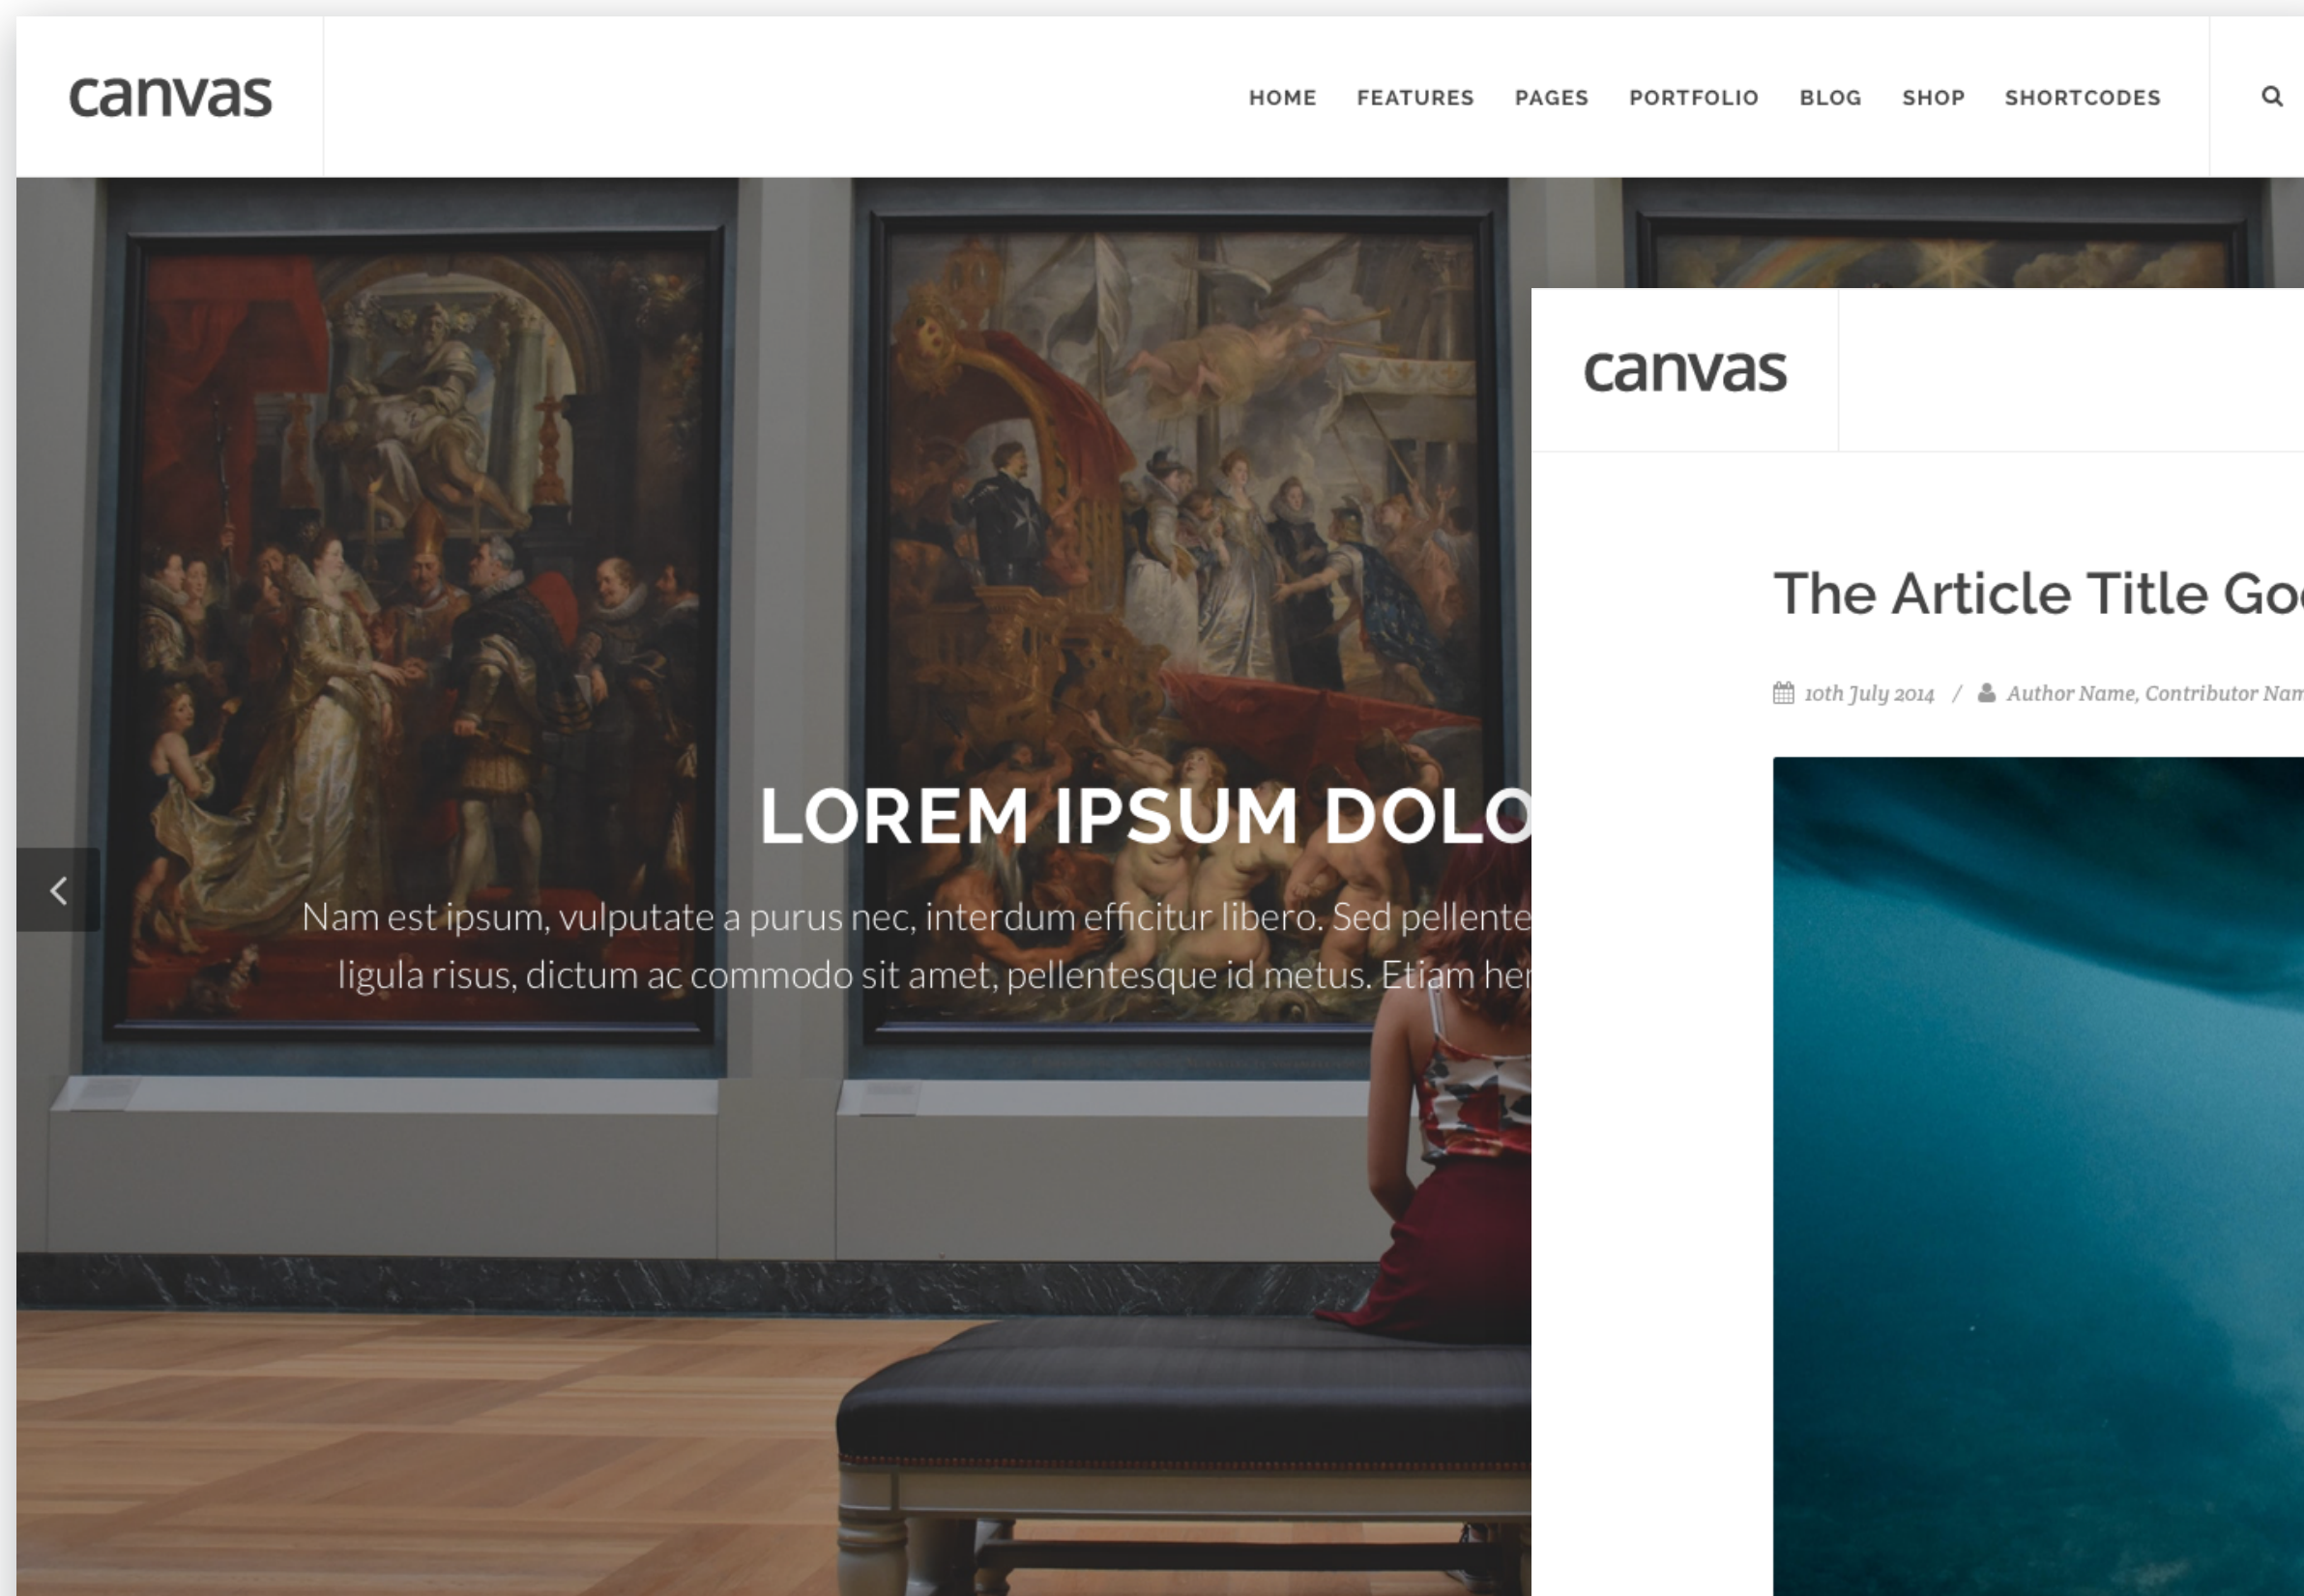 canvas
HOME FEATURES PAGES PORTFOLIO BLOG SHOP SHORTCODES
LOREM IPSUM DOLO
Nam est ipsum, vulputate a purus nec, interdum efficitur libero. Sed pellente
ligula risus, dictum ac commodo sit amet, pellentesque id metus. Etiam her
canvas
The Article Title Goe
10th July 2014 / Author Name, Contributor Nam